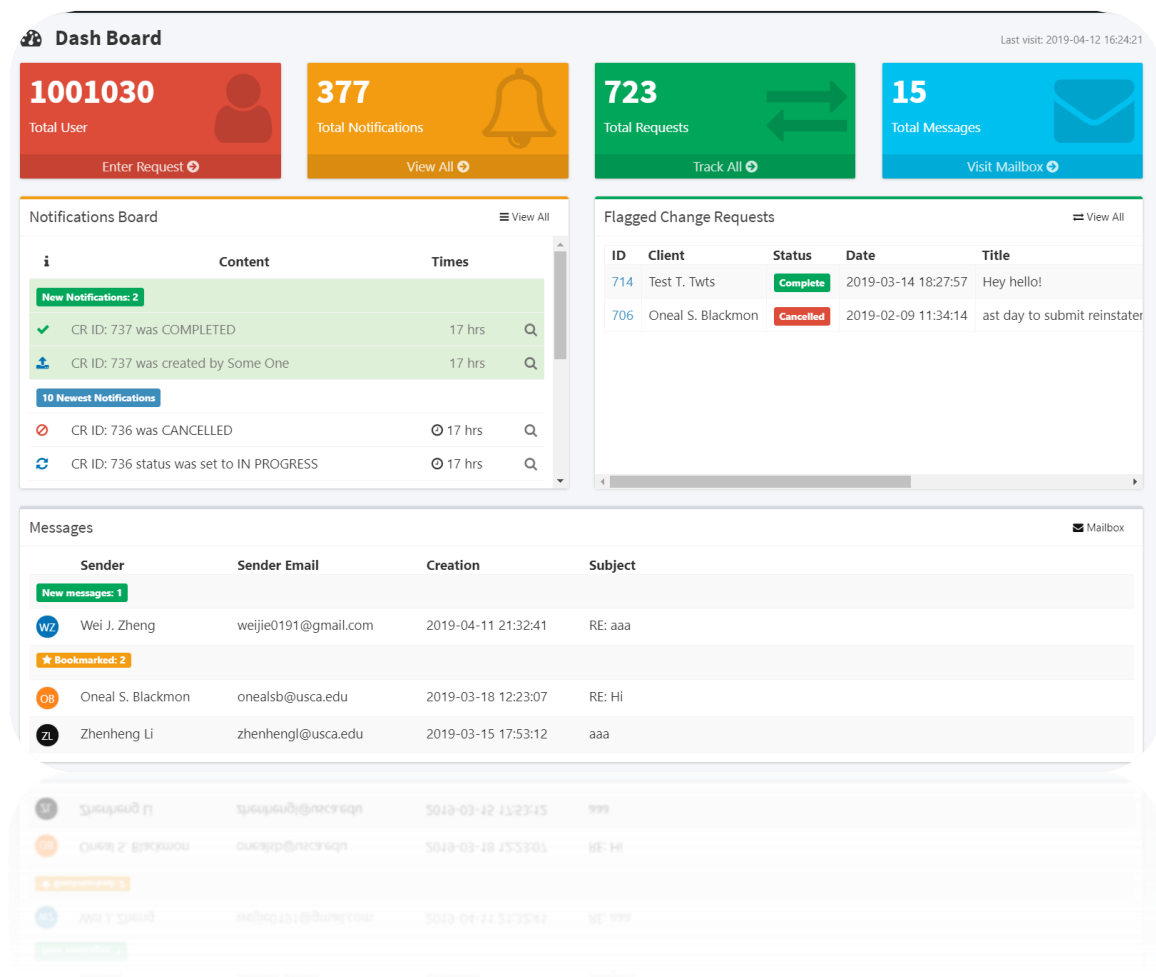 Dash Board
Last visit: 2019-04-12 16:24:21
1001030
Total User
Enter Request
377
Total Notifications
View All
723
Total Requests
Track All
15
Total Messages
Visit Mailbox
Notifications Board
View All
Content Times
New Notifications: 2
CR ID: 737 was COMPLETED 17 hrs
CR ID: 737 was created by Some One 17 hrs
10 Newest Notifications
CR ID: 736 was CANCELLED 17 hrs
CR ID: 736 status was set to IN PROGRESS 17 hrs
Flagged Change Requests
View All
ID Client Status Date Title
714 Test T. Twts Complete 2019-03-14 18:27:57 Hey hello!
706 Oneal S. Blackmon Cancelled 2019-02-09 11:34:14 ast day to submit reinstater
Messages
Mailbox
Sender Sender Email Creation Subject
New messages: 1
WZ Wei J. Zheng weijie0191@gmail.com 2019-04-11 21:32:41 RE: aaa
Bookmarked: 2
OB Oneal S. Blackmon onealsb@usca.edu 2019-03-18 12:23:07 RE: Hi
ZL Zhenheng Li zhenhengl@usca.edu 2019-03-15 17:53:12 aaa